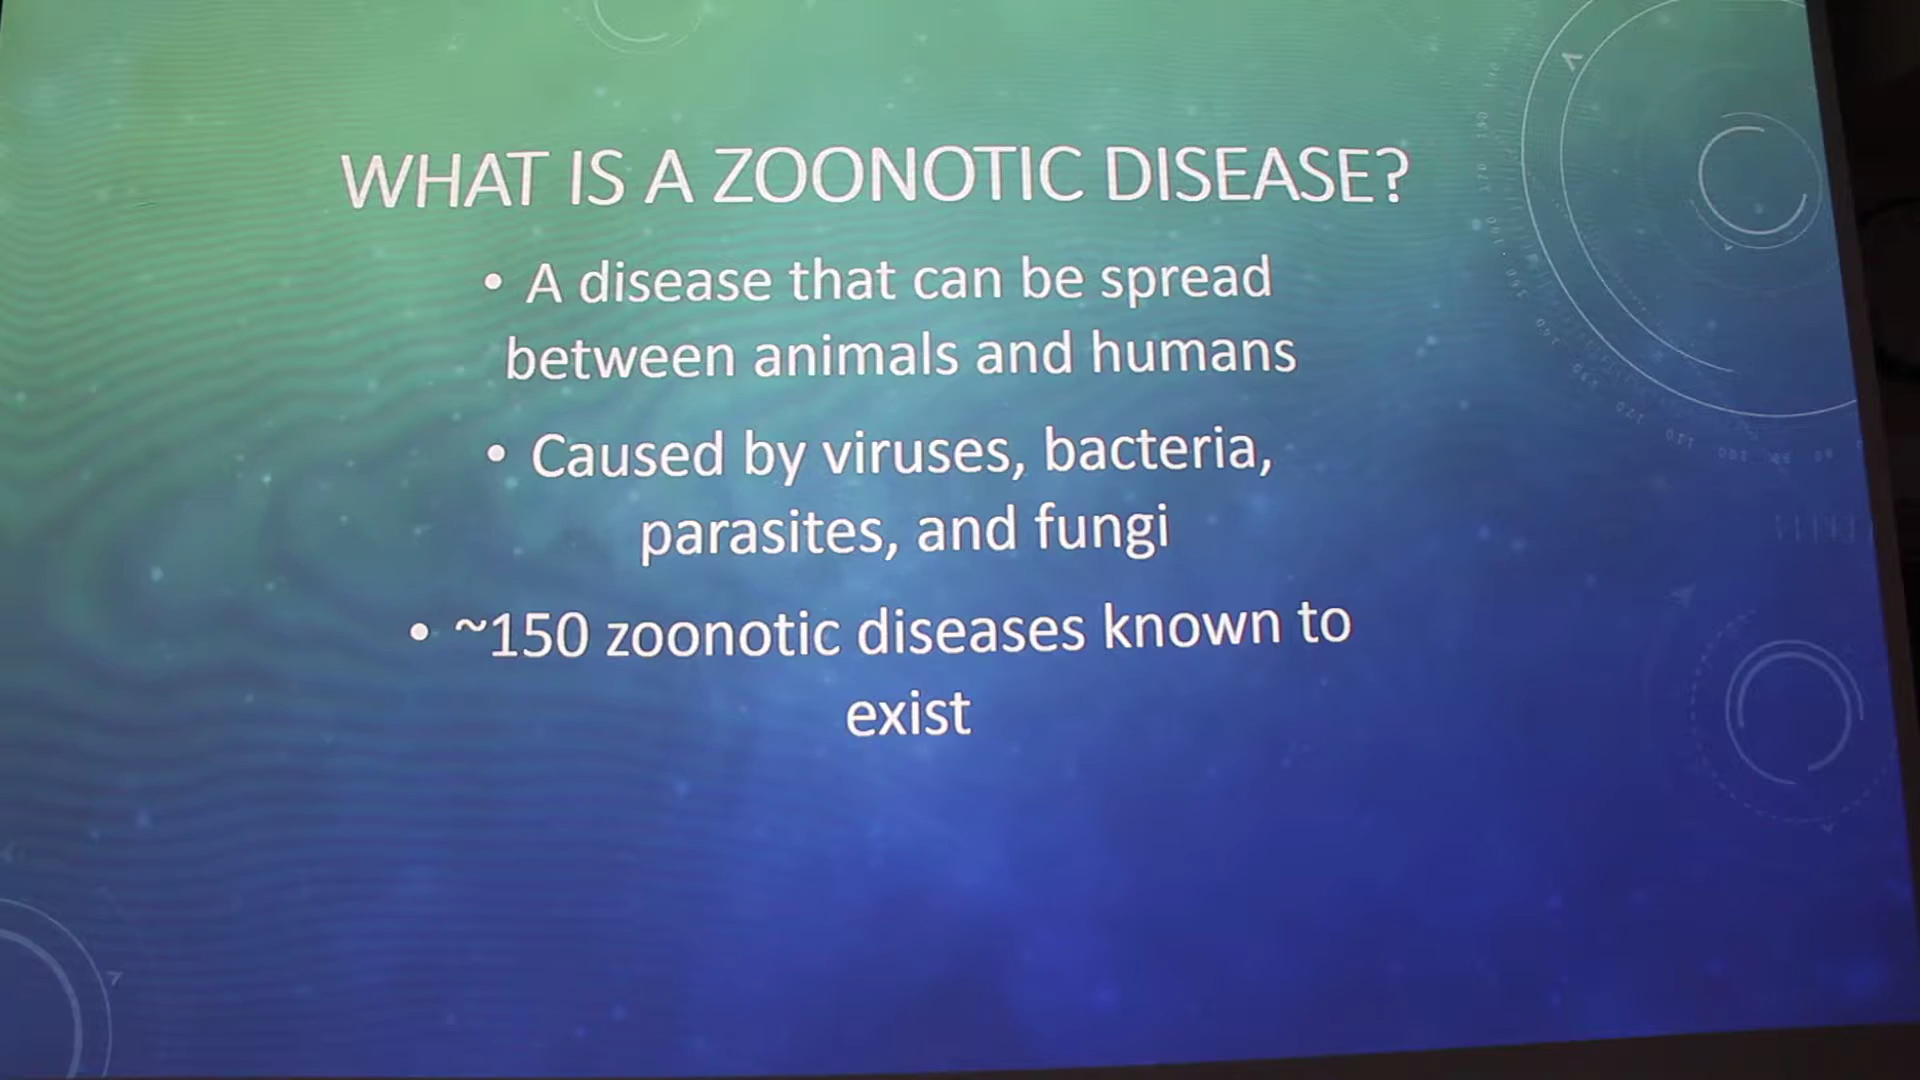 WHAT IS A ZOONOTIC DISEASE?
• A disease that can be spread
between animals and humans
• Caused by viruses, bacteria,
parasites, and fungi
• ~150 zoonotic diseases known to
exist